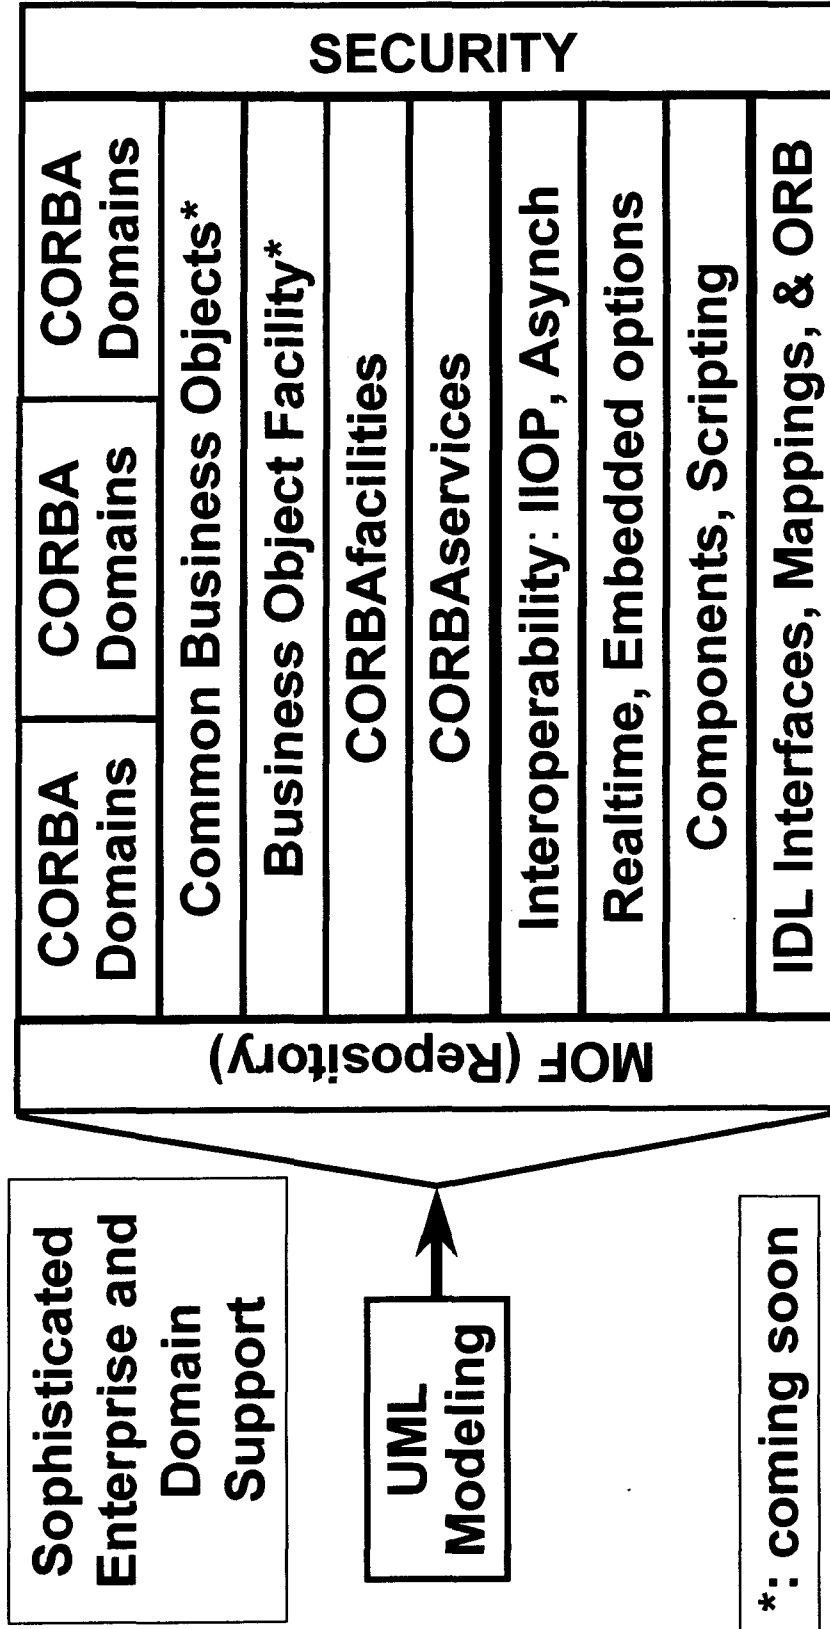 Sophisticated
Enterprise and
Domain
Support
UML
Modeling
*: coming soon
MOF (Repository)
CORBA
Domains
CORBA
Domains
CORBA
Domains
Common Business Objects*
Business Object Facility*
CORBAfacilities
CORBAservices
Interoperability: IIOP, Asynch
Realtime, Embedded options
Components, Scripting
IDL Interfaces, Mappings, & ORB
SECURITY